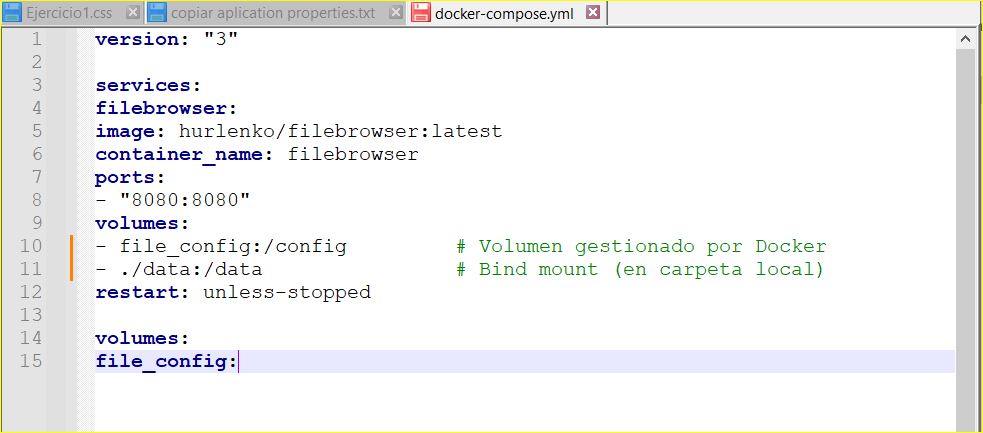 Ejercicio1.css copiar aplication properties.txt docker-compose.yml
1 version: "3"
2
3 services:
4 filebrowser:
5 image: hurlenko/filebrowser:latest
6 container_name: filebrowser
7 ports:
8 - "8080:8080"
9 volumes:
10 - file_config:/config # Volumen gestionado por Docker
11 - ./data:/data # Bind mount (en carpeta local)
12 restart: unless-stopped
13
14 volumes:
15 file_config: